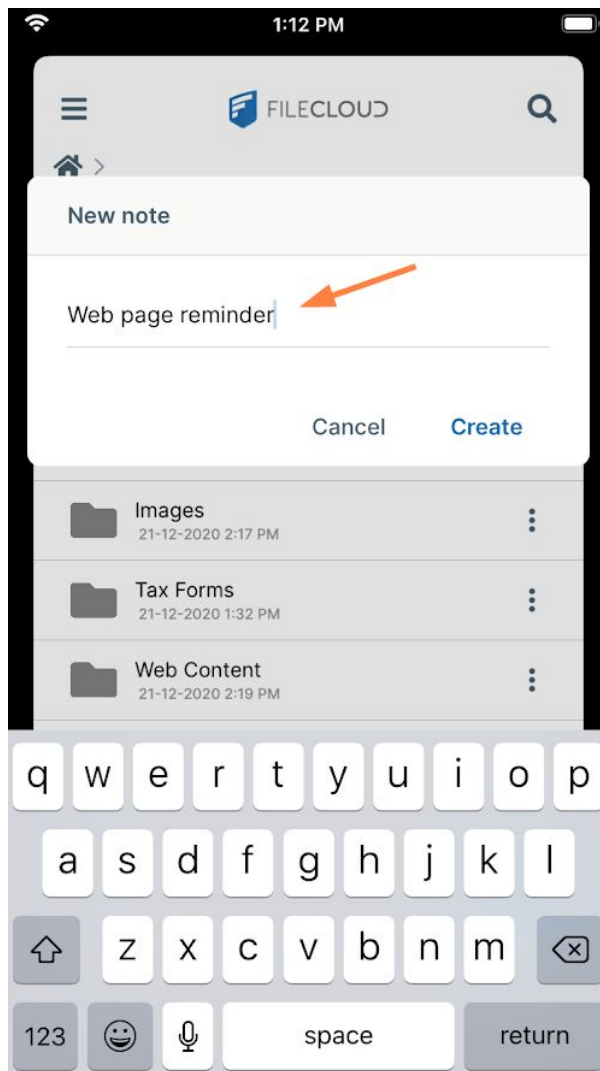 1:12 PM
FILECLOUD
New note
Web page reminder
Cancel Create
Images
21-12-2020 2:17 PM
Tax Forms
21-12-2020 1:32 PM
Web Content
21-12-2020 2:19 PM
q w e r t y u i o p
a s d f g h j k l
z x c v b n m
123 space return